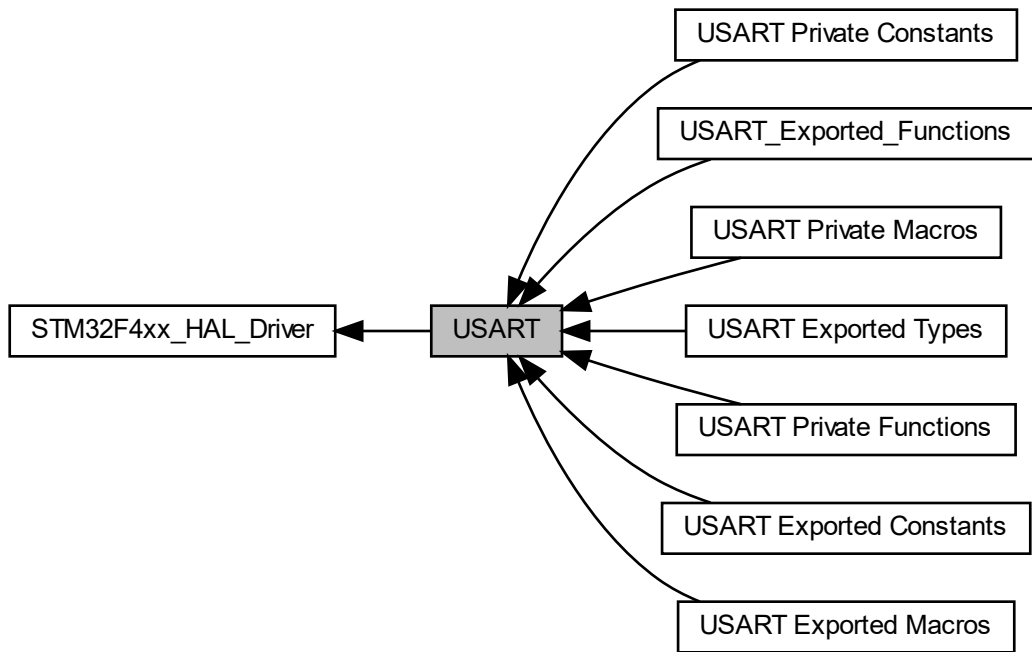 USART Private Constants
USART_Exported_Functions
USART Private Macros
STM32F4xx_HAL_Driver
USART
USART Exported Types
USART Private Functions
USART Exported Constants
USART Exported Macros